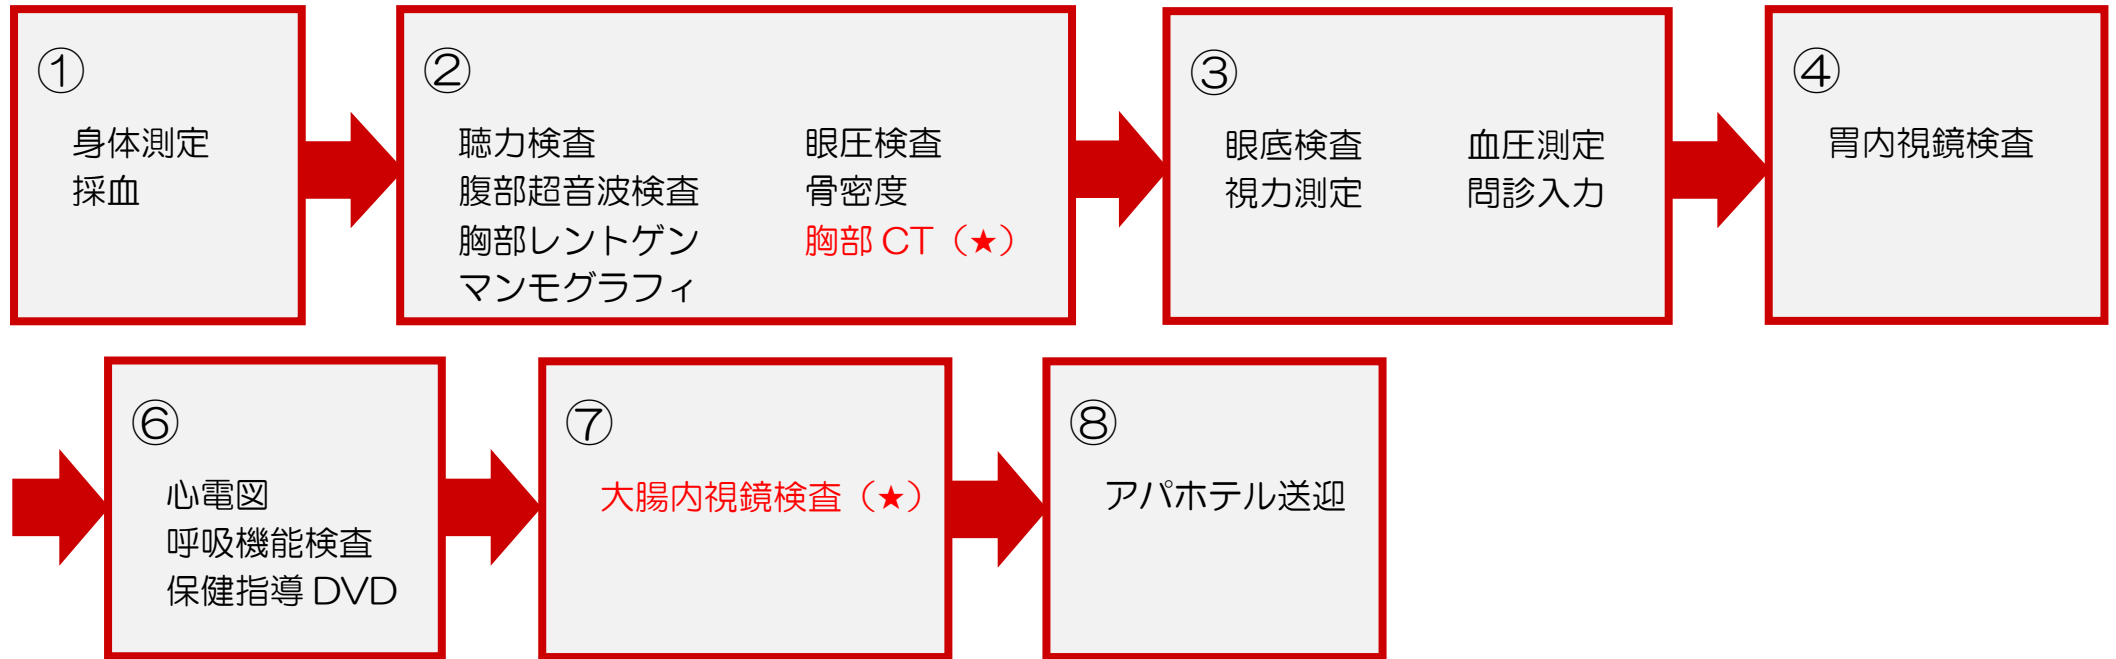 ①
身体測定
採血
②
聴力検査
腹部超音波検査
胸部レントゲン
マンモグラフィ
眼圧検査
骨密度
胸部 CT（★）
③
眼底検査
視力測定
血圧測定
問診入力
④
胃内視鏡検査
⑥
心電図
呼吸機能検査
保健指導 DVD
⑦
大腸内視鏡検査（★）
⑧
アパホテル送迎